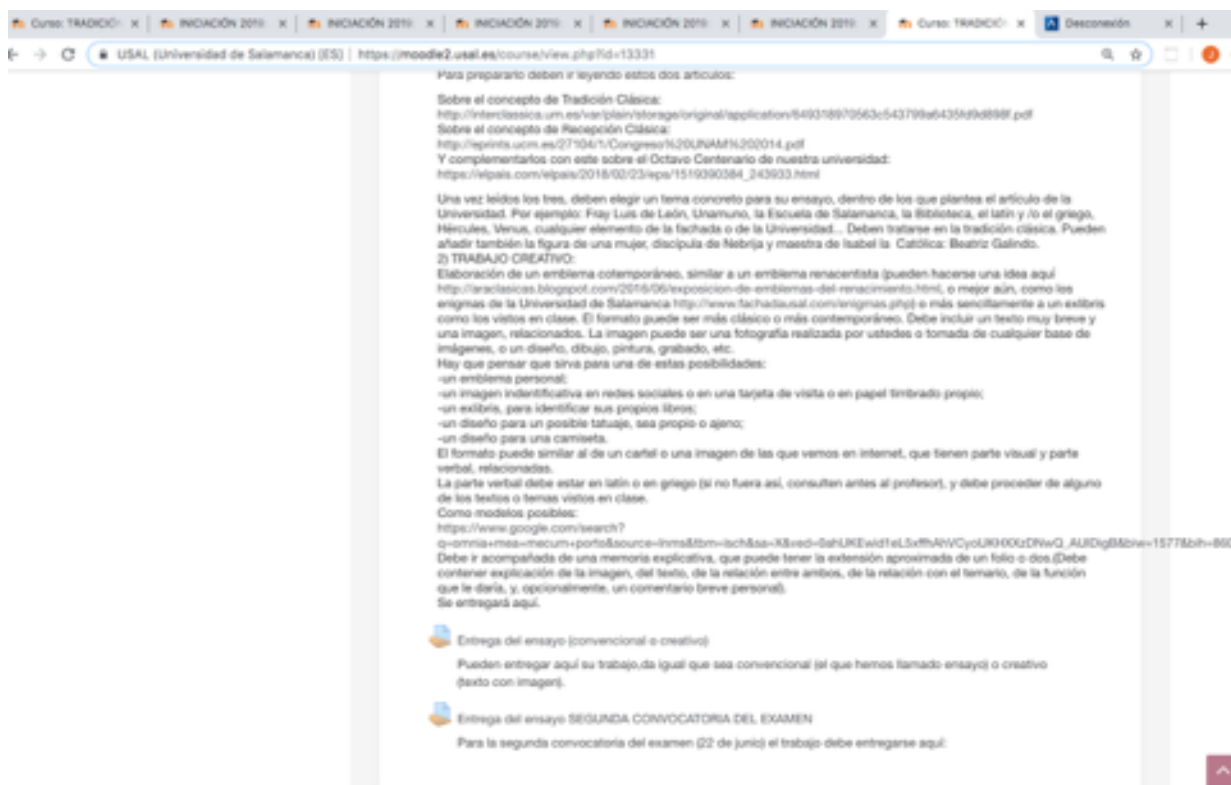 Curso: TRADICIÓ
INICIACIÓN 2019:
INICIACIÓN 2019:
INICIACIÓN 2019:
INICIACIÓN 2019:
INICIACIÓN 2019:
Curso: TRADICIÓ
Desconexión
USAL (Universidad de Salamanca) [ES] | https://moodle2.usal.es/course/view.php?id=13331
Para prepararlo deben ir leyendo estos dos artículos:
Sobre el concepto de Tradición Clásica:
Sobre el concepto de Recepción Clásica:
http://eprints.ucm.es/27104/1/Congreso%20UNAM%202014.pdf
Y complementarlos con este sobre el Octavo Centenario de nuestra universidad:
https://elpais.com/elpais/2018/02/23/eps/1519390384_243933.html
Una vez leídos los tres, deben elegir un tema concreto para su ensayo, dentro de los que plantea el artículo de la
Universidad. Por ejemplo: Fray Luis de León, Unamuno, la Escuela de Salamanca, la Biblioteca, el latín y /o el griego,
Hércules, Venus, cualquier elemento de la fachada o de la Universidad... Deben tratarse en la tradición clásica. Pueden
añadir también la figura de una mujer, discípula de Nebrija y maestra de Isabel la Católica: Beatriz Galindo.
2) TRABAJO CREATIVO:
Elaboración de un emblema cotemporáneo, similar a un emblema renacentista (pueden hacerse una idea aquí
http://araclasicas.blogspot.com/2016/06/exposicion-de-emblemas-del-renacimiento.html, o mejor aún, como los
enigmas de la Universidad de Salamanca http://www.fachadausal.com/enigmas.php) o más sencillamente a un exlibris
como los vistos en clase. El formato puede ser más clásico o más contemporáneo. Debe incluir un texto muy breve y
una imagen, relacionados. La imagen puede ser una fotografía realizada por ustedes o tomada de cualquier base de
imágenes, o un diseño, dibujo, pintura, grabado, etc.
Hay que pensar que sirva para una de estas posibilidades:
-un emblema personal;
-un imagen indentificativa en redes sociales o en una tarjeta de visita o en papel timbrado propio;
-un exlibris, para identificar sus propios libros;
-un diseño para un posible tatuaje, sea propio o ajeno;
-un diseño para una camiseta.
El formato puede similar al de un cartel o una imagen de las que vemos en internet, que tienen parte visual y parte
verbal, relacionadas.
La parte verbal debe estar en latín o en griego (si no fuera así, consulten antes al profesor), y debe proceder de alguno
de los textos o temas vistos en clase.
Como modelos posibles:
https://www.google.com/search?
Debe ir acompañada de una memoria explicativa, que puede tener la extensión aproximada de un folio o dos.(Debe
contener explicación de la imagen, del texto, de la relación entre ambos, de la relación con el temario, de la función
que le daría, y, opcionalmente, un comentario breve personal).
Se entregará aquí.
Entrega del ensayo (convencional o creativo)
Pueden entregar aquí su trabajo,da igual que sea convencional (el que hemos llamado ensayo) o creativo
(texto con imagen).
Entrega del ensayo SEGUNDA CONVOCATORIA DEL EXAMEN
Para la segunda convocatoria del examen (22 de junio) el trabajo debe entregarse aquí: